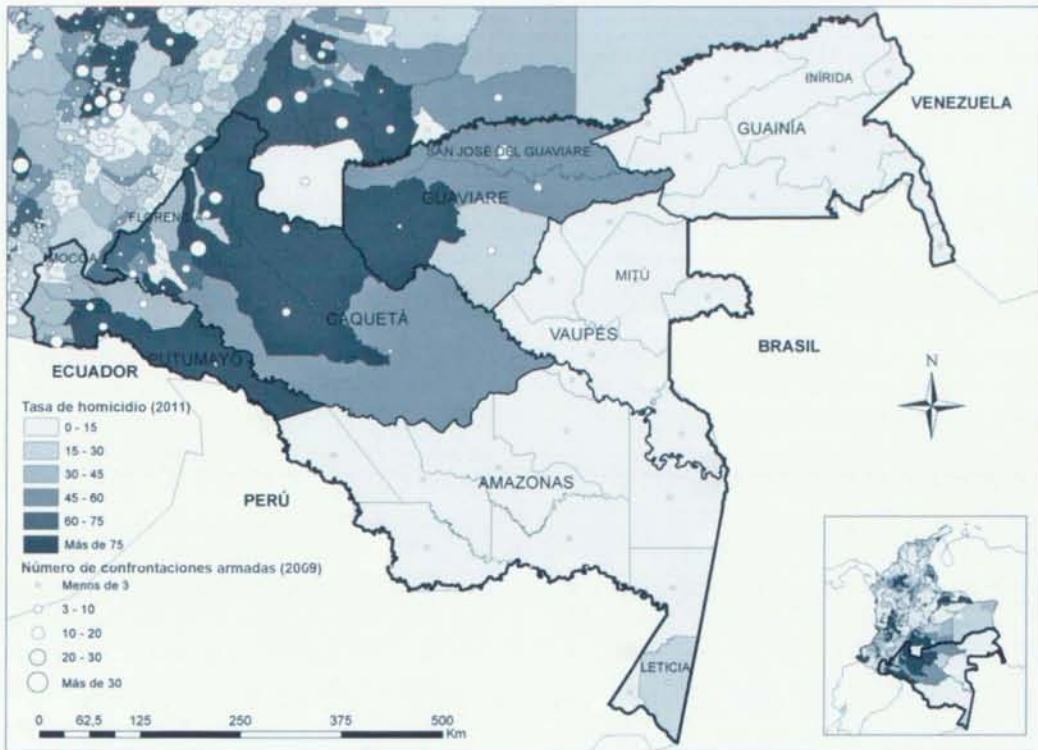 INÍRIDA
VENEZUELA
GUAINÍA
SAN JOSÉ DEL GUAVIARE
GUAVIARE
FLORENC
MOCOA
MITÚ
CAQUETÁ
VAUPÉS
BRASIL
N
PUTUMAYO
ECUADOR
Tasa de homicidio (2011)
0 - 15
15 - 30
30 - 45
45 - 60
60 - 75
Más de 75
PERÚ
AMAZONAS
Número de confrontaciones armadas (2009)
Menos de 3
3 - 10
10 - 20
20 - 30
Más de 30
LETICIA
0 62,5 125 250 375 500
Km